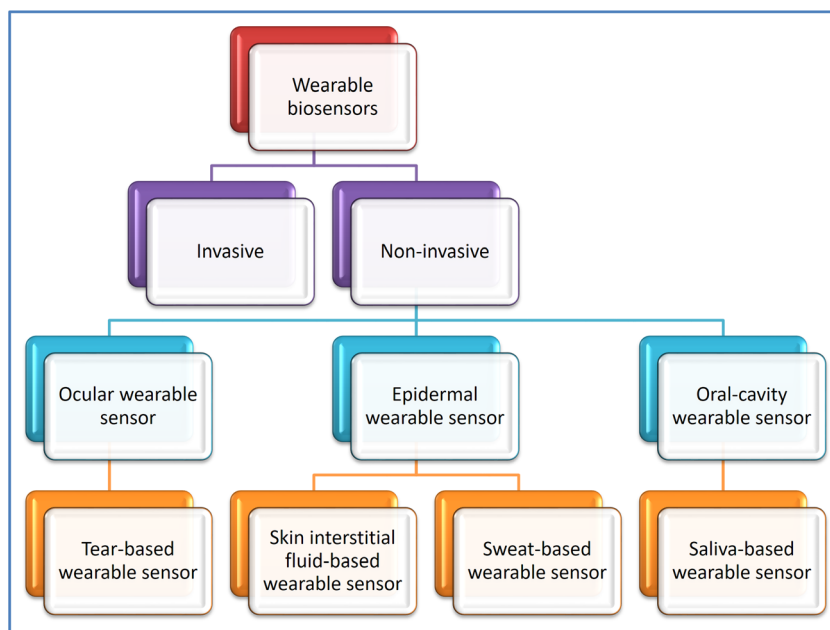 Wearable
biosensors
Invasive
Non-invasive
Ocular wearable
sensor
Epidermal
wearable sensor
Oral-cavity
wearable sensor
Tear-based
wearable sensor
Skin interstitial
fluid-based
wearable sensor
Sweat-based
wearable sensor
Saliva-based
wearable sensor